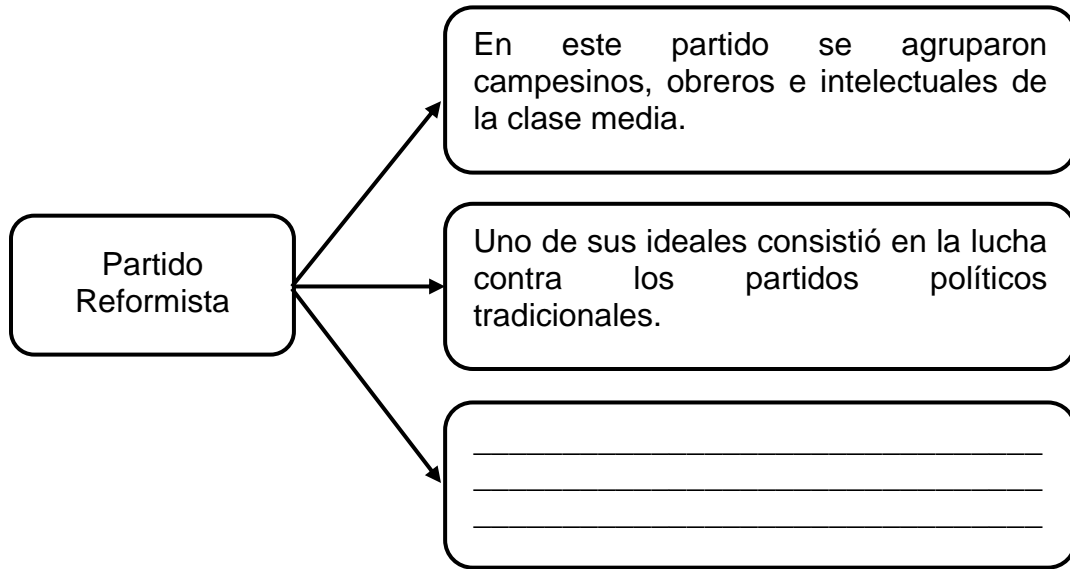 En este partido se agruparon
campesinos, obreros e intelectuales de
la clase media.
Partido
Reformista
Uno de sus ideales consistió en la lucha
contra los partidos políticos
tradicionales.